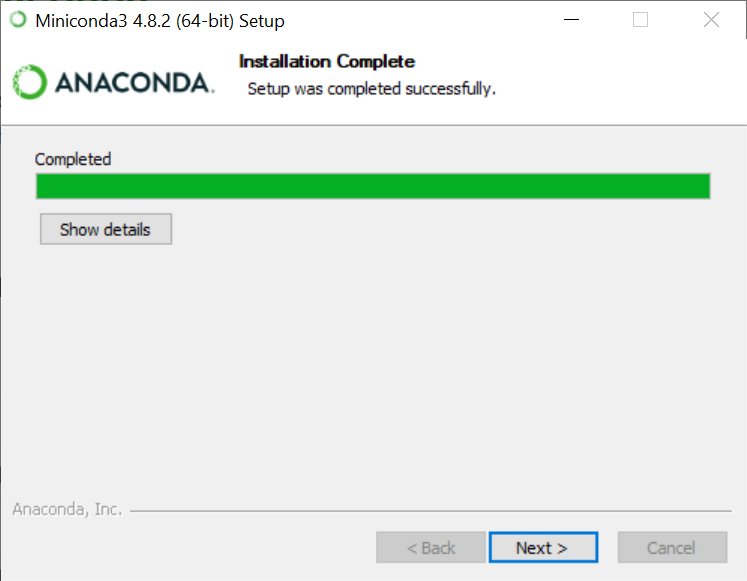 Miniconda3 4.8.2 (64-bit) Setup
ANACONDA.
Installation Complete
Setup was completed successfully.
Completed
Show details
Anaconda, Inc.
< Back
Next >
Cancel